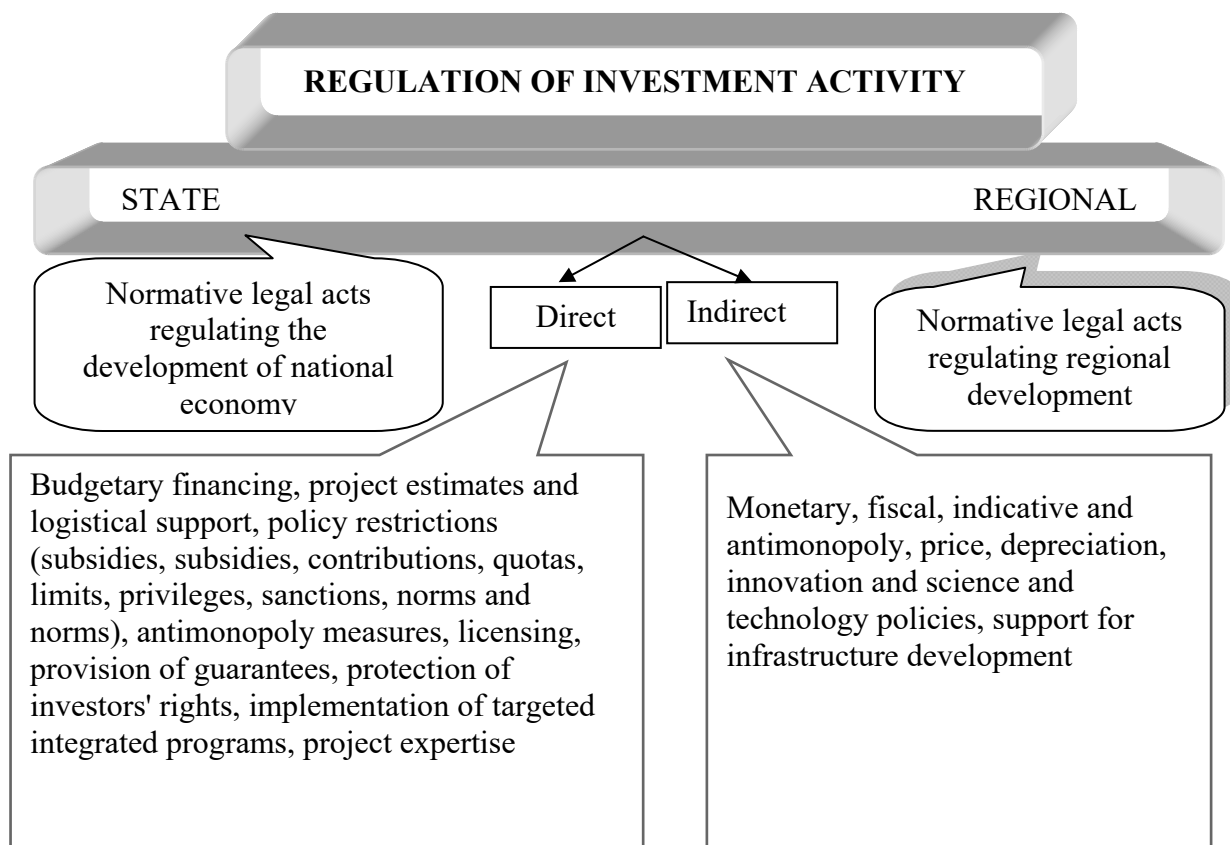 REGULATION OF INVESTMENT ACTIVITY
STATE
REGIONAL
Normative legal acts
regulating the
development of national
economy
Direct
Indirect
Normative legal acts
regulating regional
development
Budgetary financing, project estimates and
logistical support, policy restrictions
(subsidies, subsidies, contributions, quotas,
limits, privileges, sanctions, norms and
norms), antimonopoly measures, licensing,
provision of guarantees, protection of
investors' rights, implementation of targeted
integrated programs, project expertise
Monetary, fiscal, indicative and
antimonopoly, price, depreciation,
innovation and science and
technology policies, support for
infrastructure development